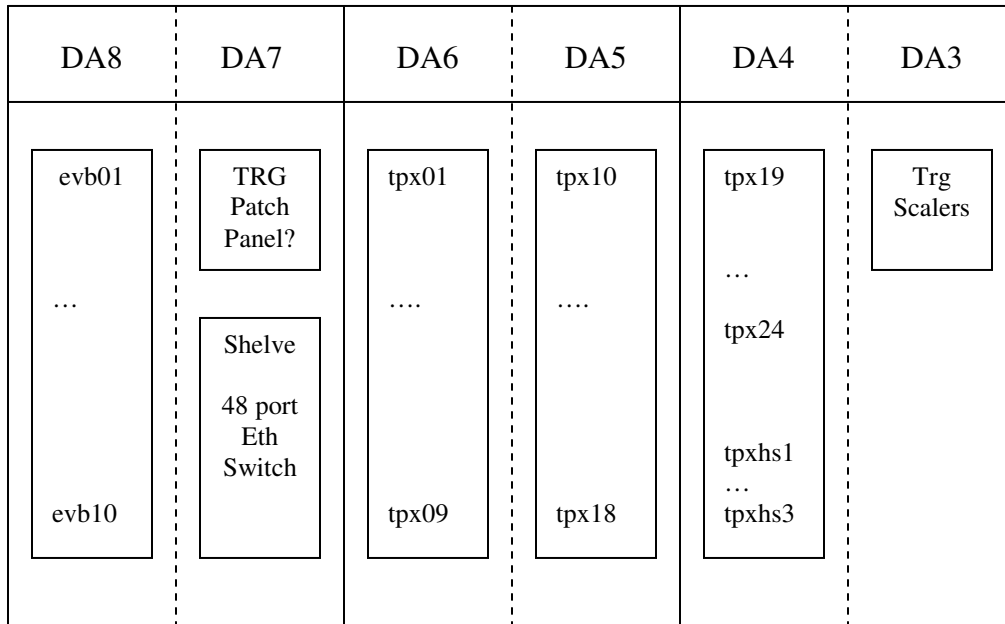 DA8
DA7
DA6
DA5
DA4
DA3
evb01
…
evb10
TRG
Patch
Panel?
Shelve
48 port
Eth
Switch
tpx01
….
tpx09
tpx10
….
tpx18
tpx19
…
tpx24
tpxhs1
…
tpxhs3
Trg
Scalers